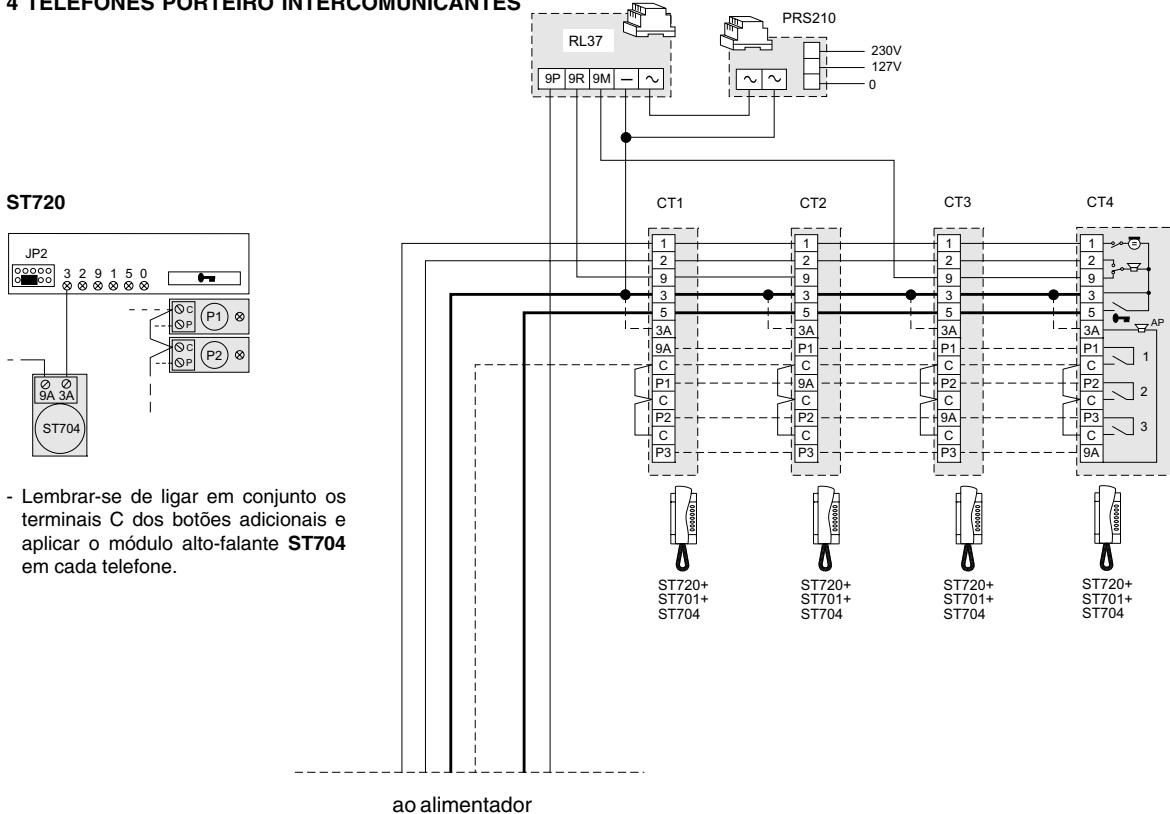 4 TELEFONES PORTEIRO INTERCOMUNICANTES
RL37
9P 9R 9M — ~
PRS210
~ ~
230V
127V
0
ST720
JP2
3 2 9 1 5 0
C
P
P1
C
P
P2
9A 3A
ST704
- Lembrar-se de ligar em conjunto os
terminais C dos botões adicionais e
aplicar o módulo alto-falante ST704
em cada telefone.
CT1
1
2
9
3
5
3A
9A
C
P1
C
P2
C
P3
ST720+
ST701+
ST704
CT2
1
2
9
3
5
3A
P1
C
9A
C
P2
C
P3
ST720+
ST701+
ST704
CT3
1
2
9
3
5
3A
P1
C
P2
C
9A
C
P3
ST720+
ST701+
ST704
CT4
1
2
9
3
5
3A
P1
C
P2
C
P3
C
9A
AP
1
2
3
ST720+
ST701+
ST704
ao alimentador